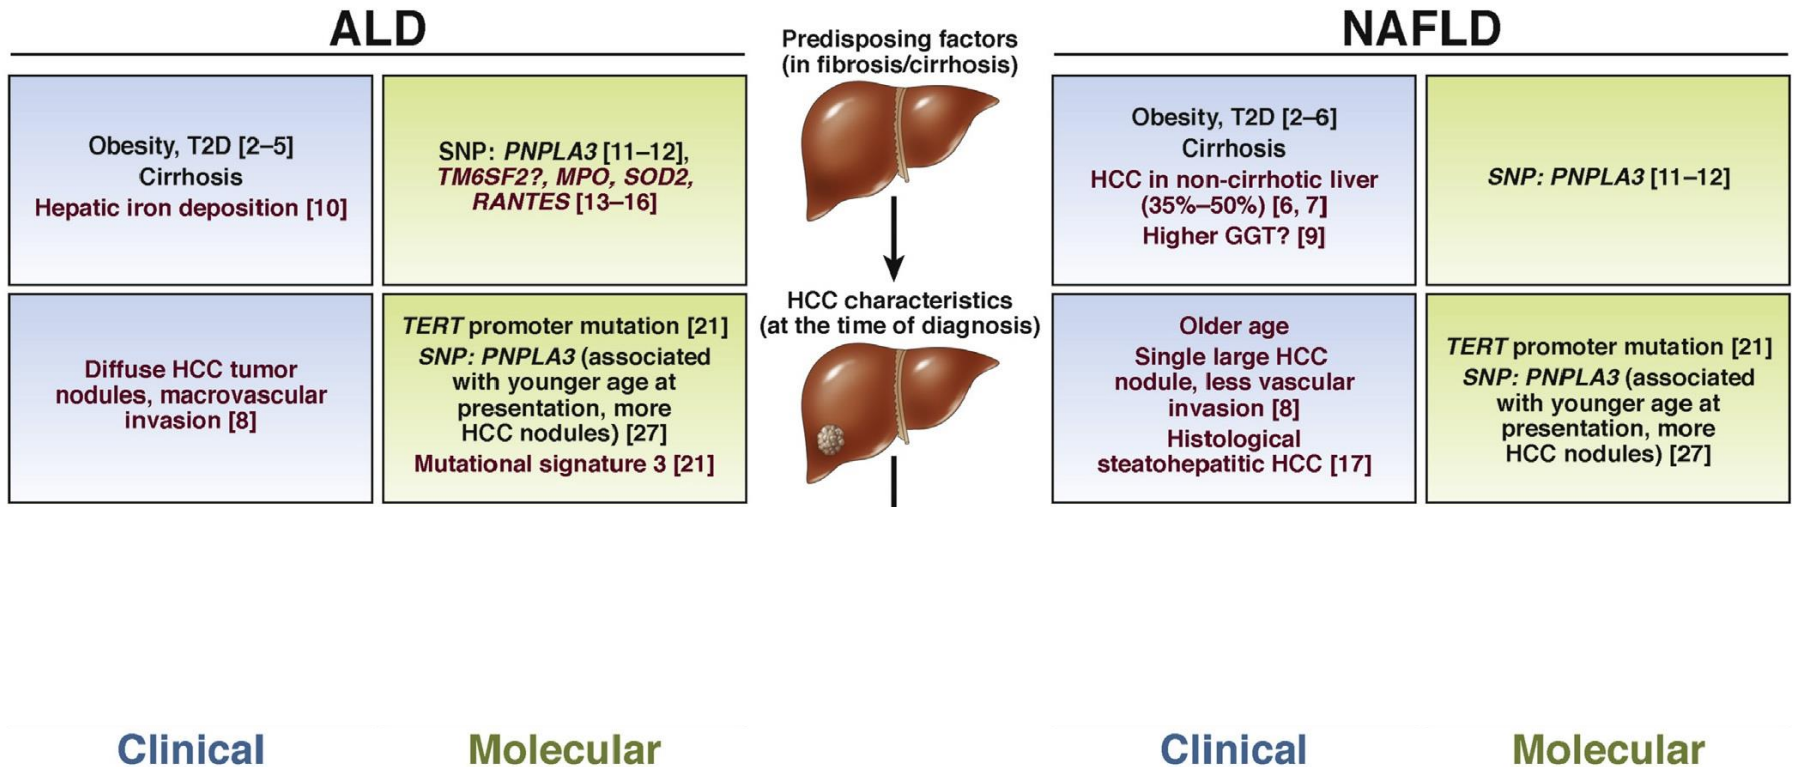 ALD
Predisposing factors
(in fibrosis/cirrhosis)
NAFLD
Obesity, T2D [2–5]
Cirrhosis
Hepatic iron deposition [10]
SNP: PNPLA3 [11–12],
TM6SF2?, MPO, SOD2,
RANTES [13–16]
Obesity, T2D [2–6]
Cirrhosis
HCC in non-cirrhotic liver
(35%–50%) [6, 7]
Higher GGT? [9]
SNP: PNPLA3 [11–12]
HCC characteristics
(at the time of diagnosis)
Diffuse HCC tumor
nodules, macrovascular
invasion [8]
TERT promoter mutation [21]
SNP: PNPLA3 (associated
with younger age at
presentation, more
HCC nodules) [27]
Mutational signature 3 [21]
Older age
Single large HCC
nodule, less vascular
invasion [8]
Histological
steatohepatitic HCC [17]
TERT promoter mutation [21]
SNP: PNPLA3 (associated
with younger age at
presentation, more
HCC nodules) [27]
Clinical
Molecular
Clinical
Molecular